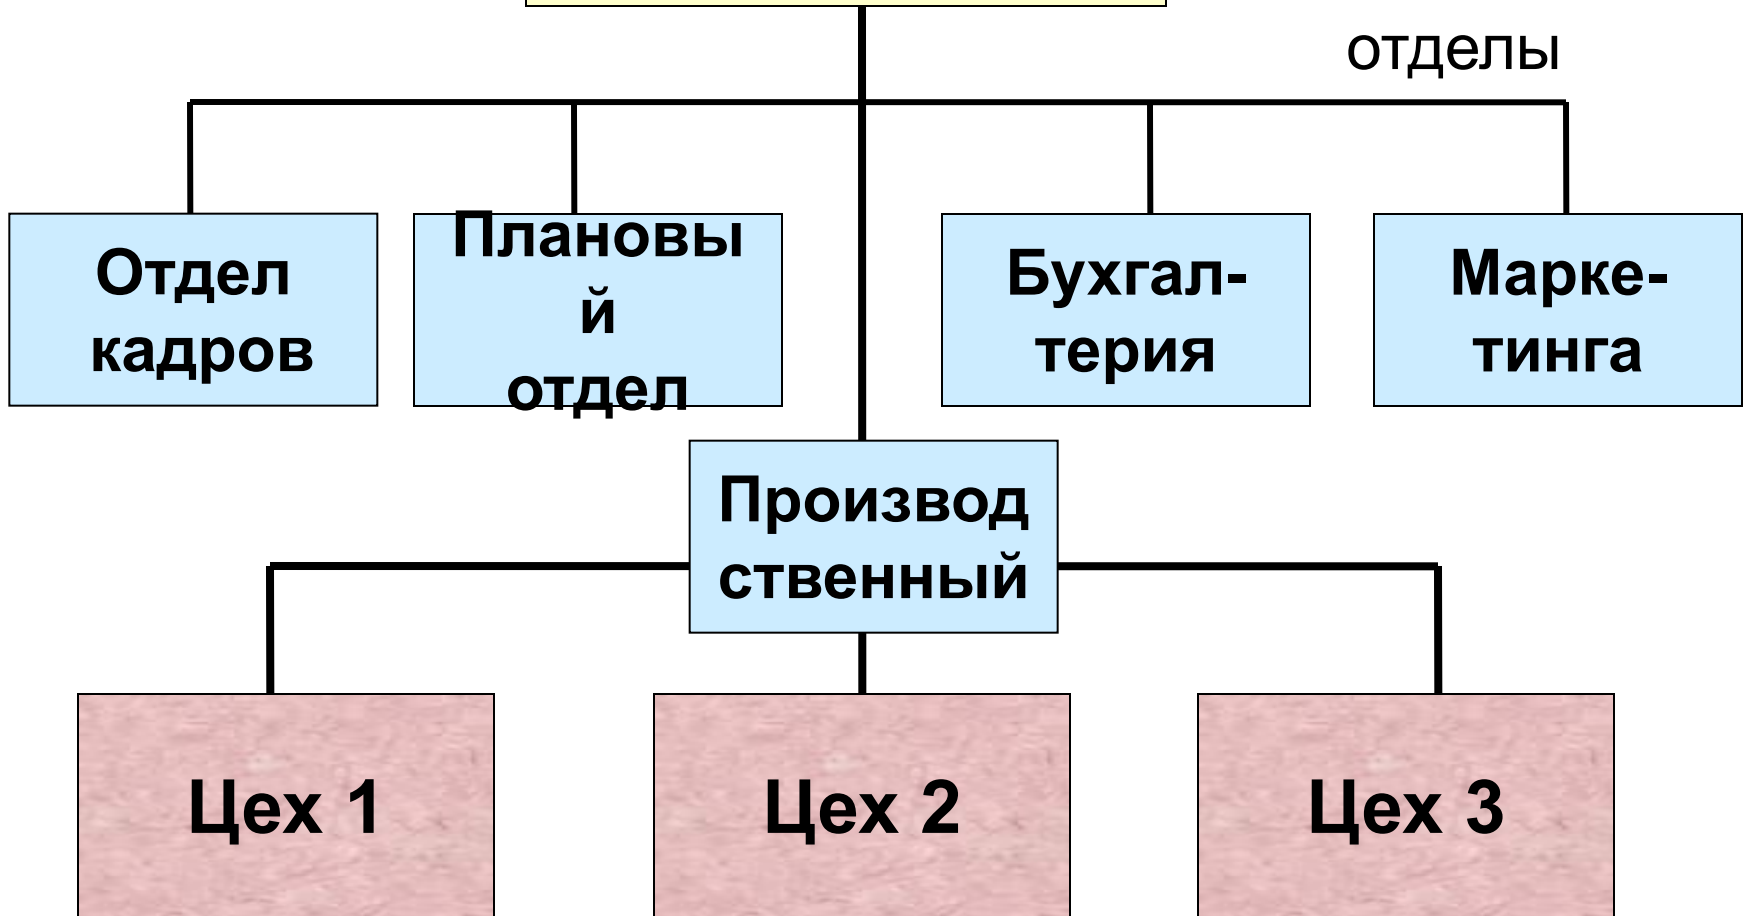 отделы
Отдел
кадров
Плановы
й
отдел
Бухгал-
терия
Марке-
тинга
Производ
ственный
Цех 1
Цех 2
Цех 3